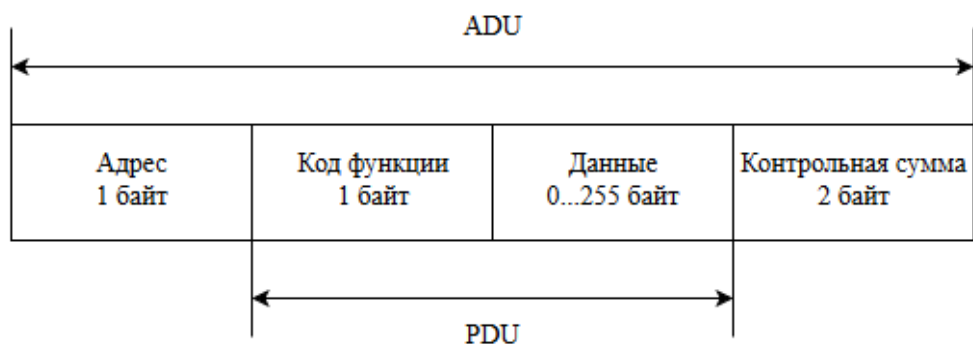 ADU
Адрес
1 байт
Код функции
1 байт
Данные
0...255 байт
Контрольная сумма
2 байт
PDU